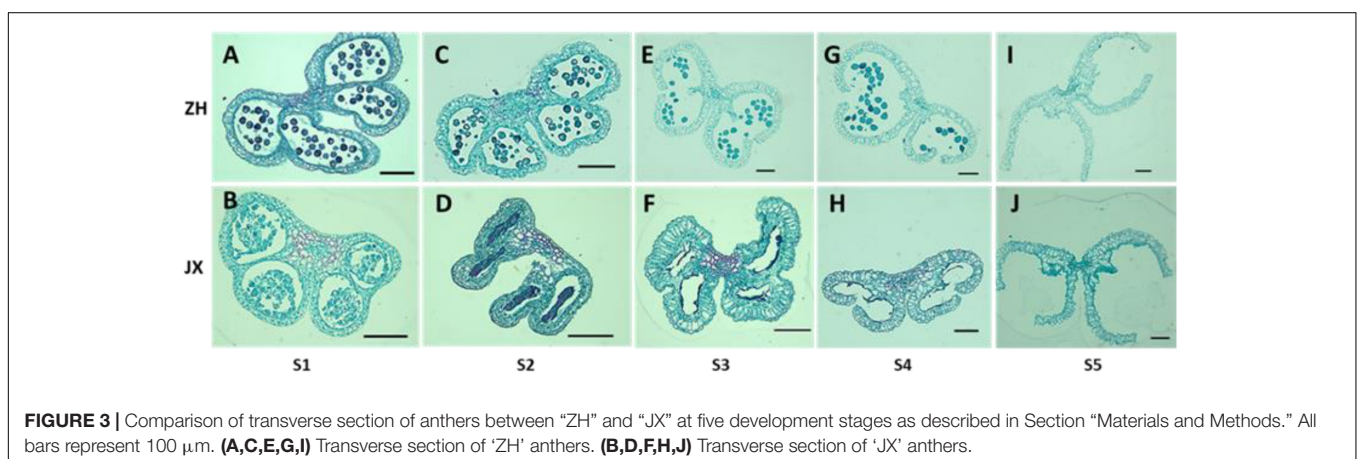 A C E G I
ZH
B D F H J
JX
S1 S2 S3 S4 S5
FIGURE 3 | Comparison of transverse section of anthers between “ZH” and “JX” at five development stages as described in Section “Materials and Methods.” All
bars represent 100 μm. (A,C,E,G,I) Transverse section of ‘ZH’ anthers. (B,D,F,H,J) Transverse section of ‘JX’ anthers.